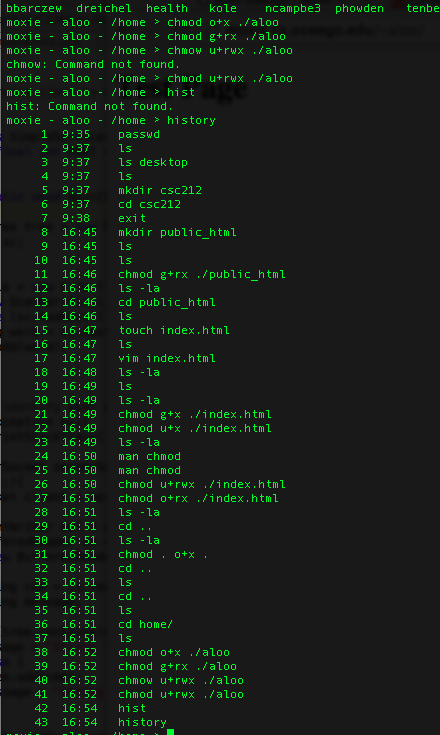 bbarczew  dreichel  health   kole    ncampbe3  phowden   tenbe
moxie - aloo - /home > chmod o+x ./aloo
moxie - aloo - /home > chmod g+rx ./aloo
moxie - aloo - /home > chmow u+rwx ./aloo
chmow: Command not found.
moxie - aloo - /home > chmod u+rwx ./aloo
moxie - aloo - /home > hist
hist: Command not found.
moxie - aloo - /home > history
1  9:35    passwd
2  9:37    ls
3  9:37    ls desktop
4  9:37    ls
5  9:37    mkdir csc212
6  9:37    cd csc212
7  9:38    exit
8  16:45   mkdir public_html
9  16:45   ls
10  16:45   ls
11  16:46   chmod g+rx ./public_html
12  16:46   ls -la
13  16:46   cd public_html
14  16:46   ls
15  16:47   touch index.html
16  16:47   ls
17  16:47   vim index.html
18  16:48   ls -la
19  16:49   ls
20  16:49   ls -la
21  16:49   chmod g+x ./index.html
22  16:49   chmod u+x ./index.html
23  16:49   ls -la
24  16:50   man chmod
25  16:50   man chmod
26  16:50   chmod u+rwx ./index.html
27  16:51   chmod o+rx ./index.html
28  16:51   ls -la
29  16:51   cd ..
30  16:51   ls -la
31  16:51   chmod . o+x .
32  16:51   cd ..
33  16:51   ls
34  16:51   cd ..
35  16:51   ls
36  16:51   cd home/
37  16:51   ls
38  16:52   chmod o+x ./aloo
39  16:52   chmod g+rx ./aloo
40  16:52   chmow u+rwx ./aloo
41  16:52   chmod u+rwx ./aloo
42  16:54   hist
43  16:54   history
moxie - aloo - /home >